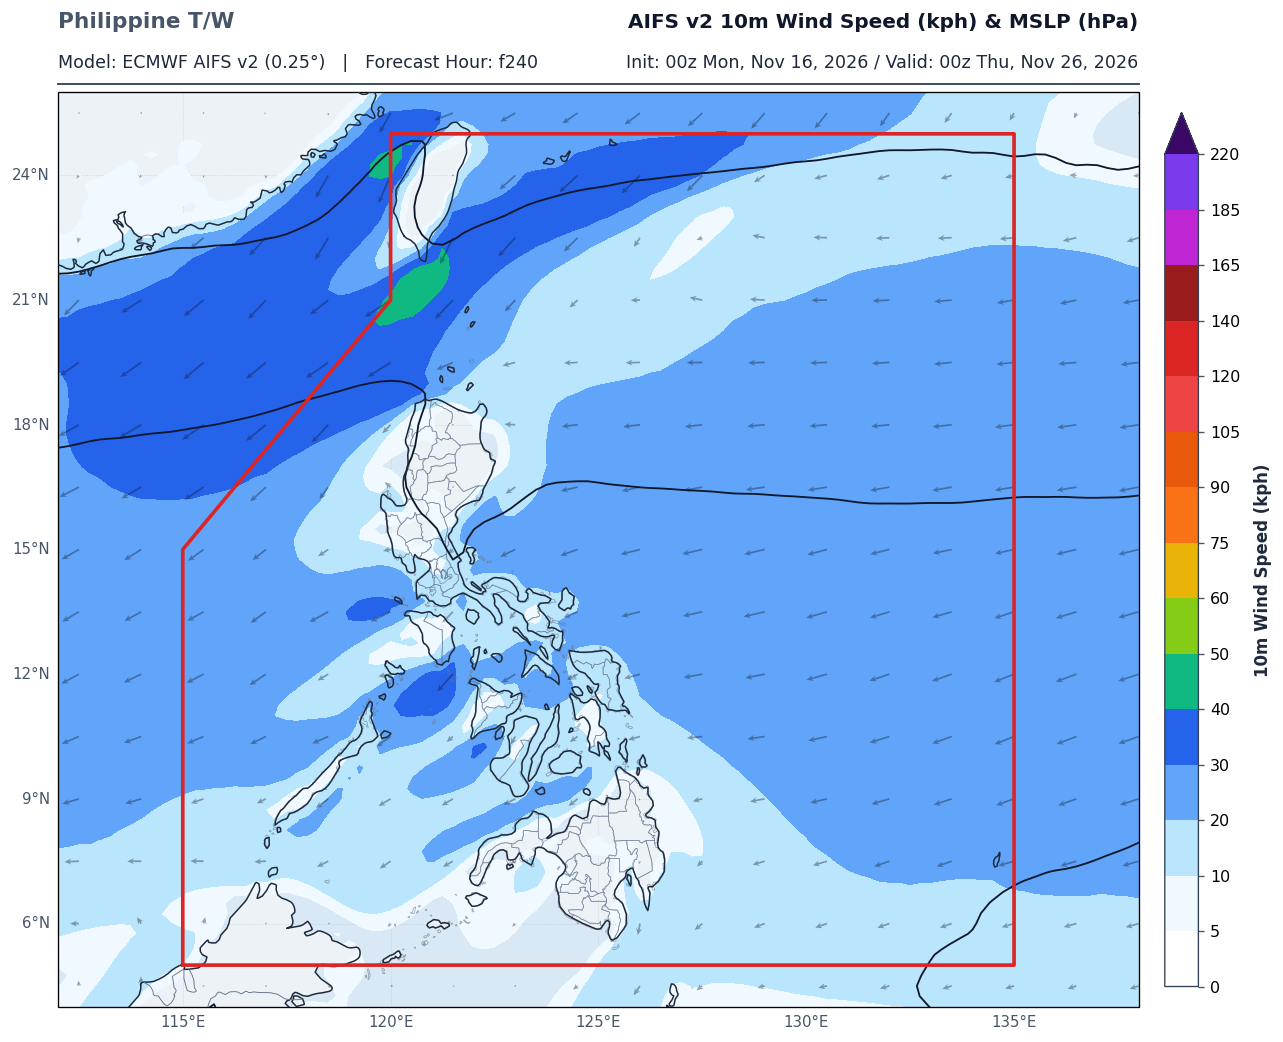 Philippine T/W
AIFS v2 10m Wind Speed (kph) & MSLP (hPa)
Model: ECMWF AIFS v2 (0.25°) | Forecast Hour: f240
Init: 00z Mon, Nov 16, 2026 / Valid: 00z Thu, Nov 26, 2026
24°N
21°N
18°N
15°N
12°N
9°N
6°N
115°E
120°E
125°E
130°E
135°E
220
185
165
140
120
105
90
75
60
50
40
30
20
10
5
0
10m Wind Speed (kph)